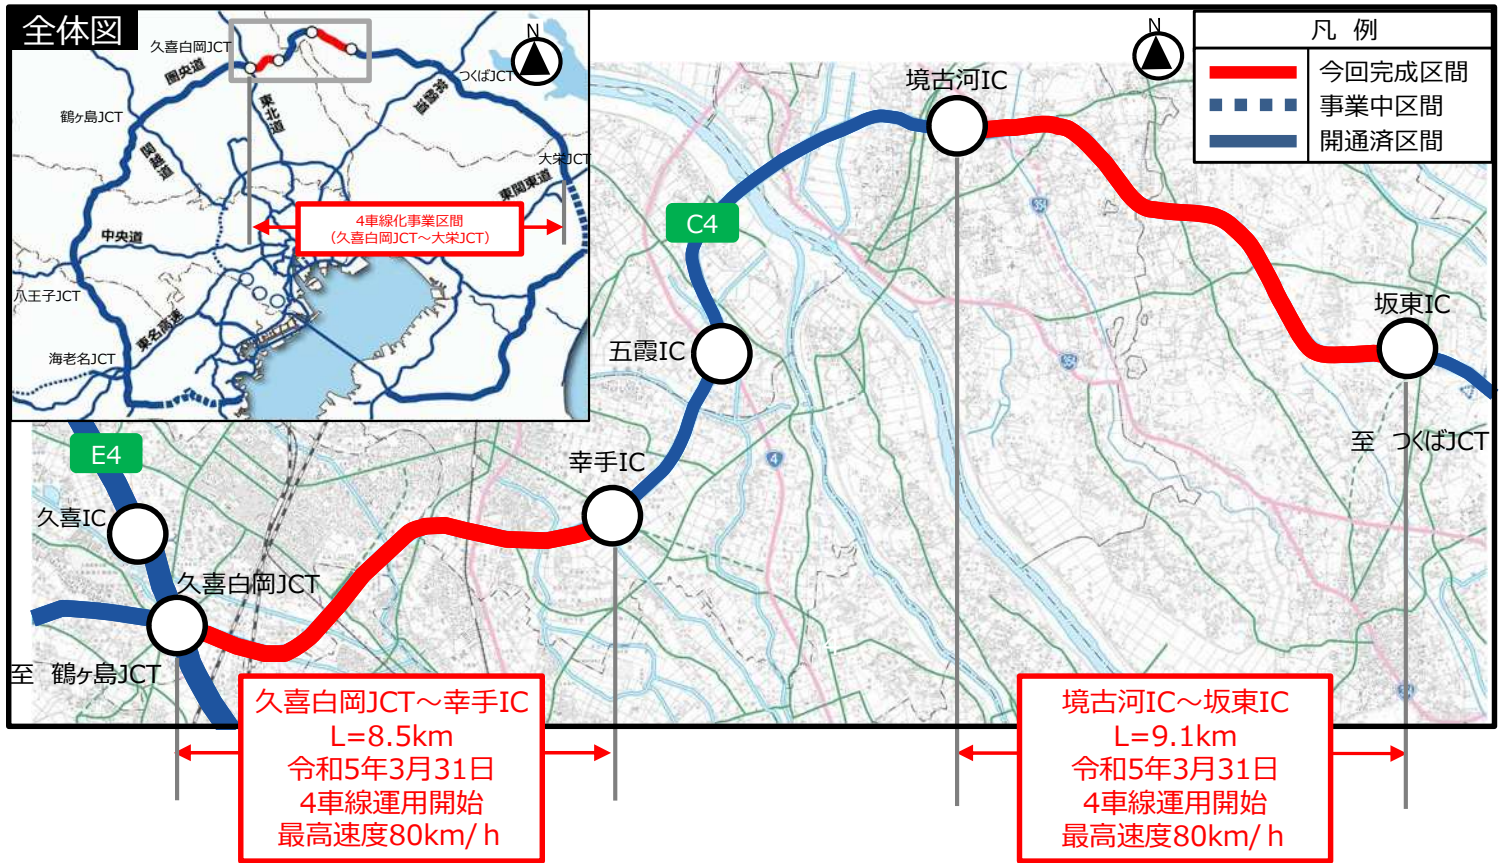 全体図
N
久喜白岡JCT
圏央道
つくばJCT
常磐道
東北道
鶴ヶ島JCT
関越道
大栄JCT
東関東道
4車線化事業区間
（久喜白岡JCT～大栄JCT）
中央道
八王子JCT
東名高速
海老名JCT
N
凡 例
今回完成区間
事業中区間
開通済区間
境古河IC
C4
354
坂東IC
五霞IC
354
至 つくばJCT
E4
幸手IC
4
久喜IC
久喜白岡JCT
至 鶴ヶ島JCT
354
久喜白岡JCT～幸手IC
L=8.5km
令和5年3月31日
4車線運用開始
最高速度80km/ｈ
境古河IC～坂東IC
L=9.1km
令和5年3月31日
4車線運用開始
最高速度80km/ｈ